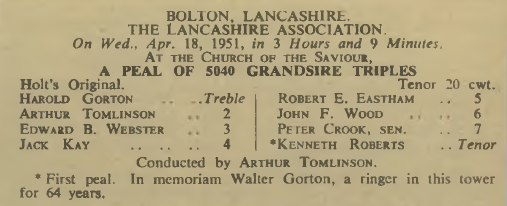 BOLTON, LANCASHIRE.
THE LANCASHIRE ASSOCIATION.
On Wed., Apr. 18, 1951, in 3 Hours and 9 Minutes.
AT THE CHURCH OF THE SAVIOUR,
A PEAL OF 5040 GRANDSIRE TRIPLES
Holt's Original. Tenor 20 cwt.
HAROLD GORTON .. .. Treble
ARTHUR TOMLINSON .. 2
EDWARD B. WEBSTER .. 3
JACK KAY .. .. .. .. 4
ROBERT E. EASTHAM .. 5
JOHN F. WOOD .. .. 6
PETER CROOK, SEN. .. 7
*KENNETH ROBERTS .. Tenor
Conducted by ARTHUR TOMLINSON.
* First peal. In memoriam Walter Gorton, a ringer in this tower
for 64 years.